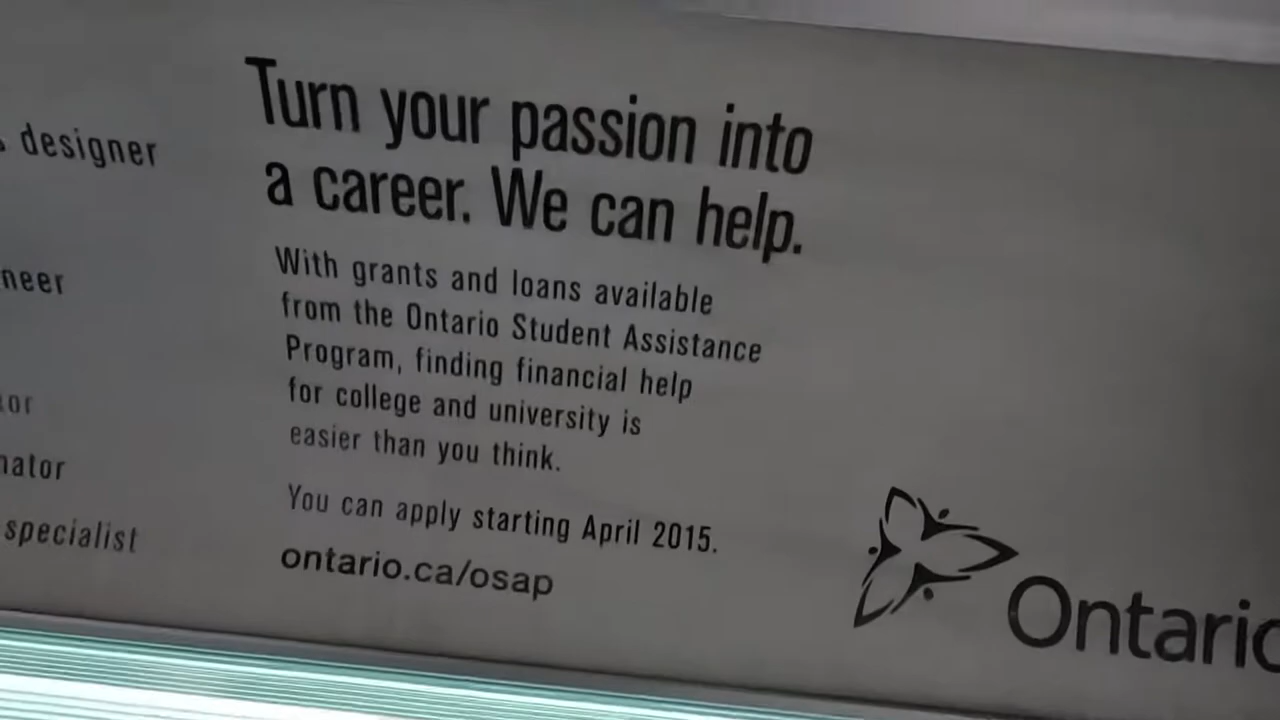 designer
specialist
Turn your passion into
a career. We can help.
With grants and loans available
from the Ontario Student Assistance
Program, finding financial help
for college and university is
easier than you think.
You can apply starting April 2015.
ontario.ca/osap
Ontario